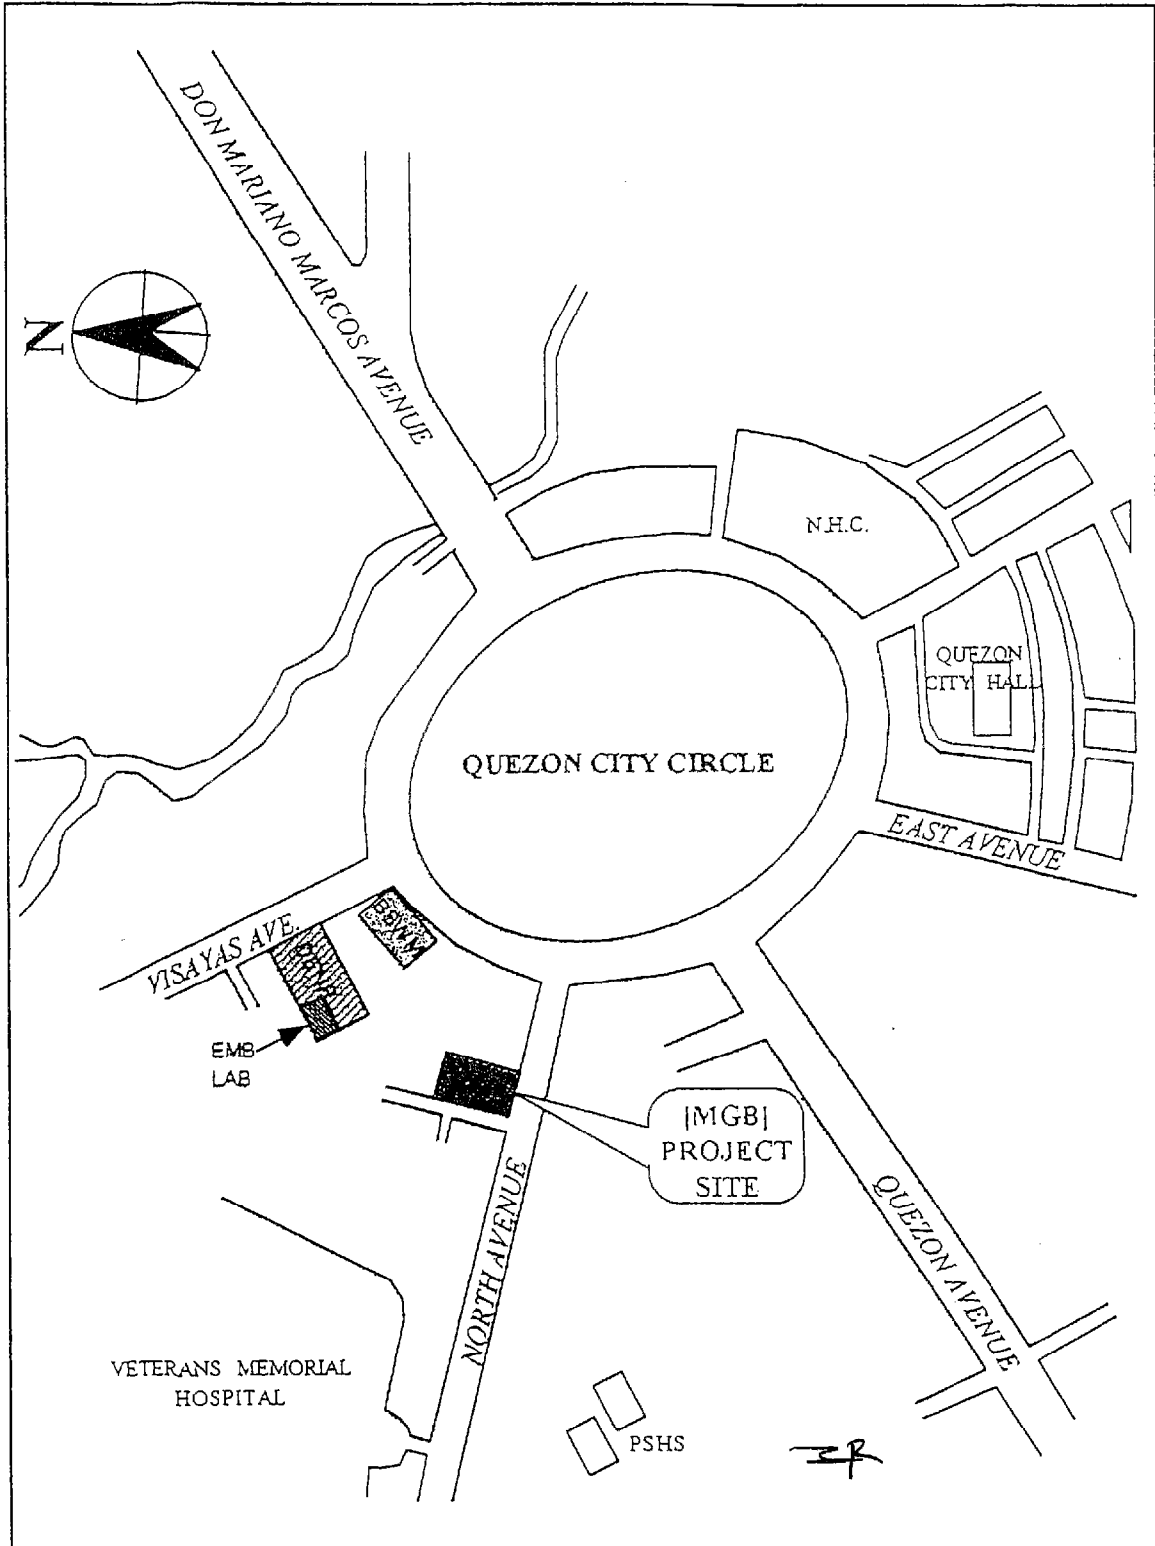 DON MARIANO MARCOS AVENUE
N
N.H.C.
QUEZON
CITY HALL
QUEZON CITY CIRCLE
EAST AVENUE
BSWM
VISAYAS AVE.
EMB
LAB
|MGB|
PROJECT
SITE
NORTH AVENUE
QUEZON AVENUE
VETERANS MEMORIAL
HOSPITAL
PSHS